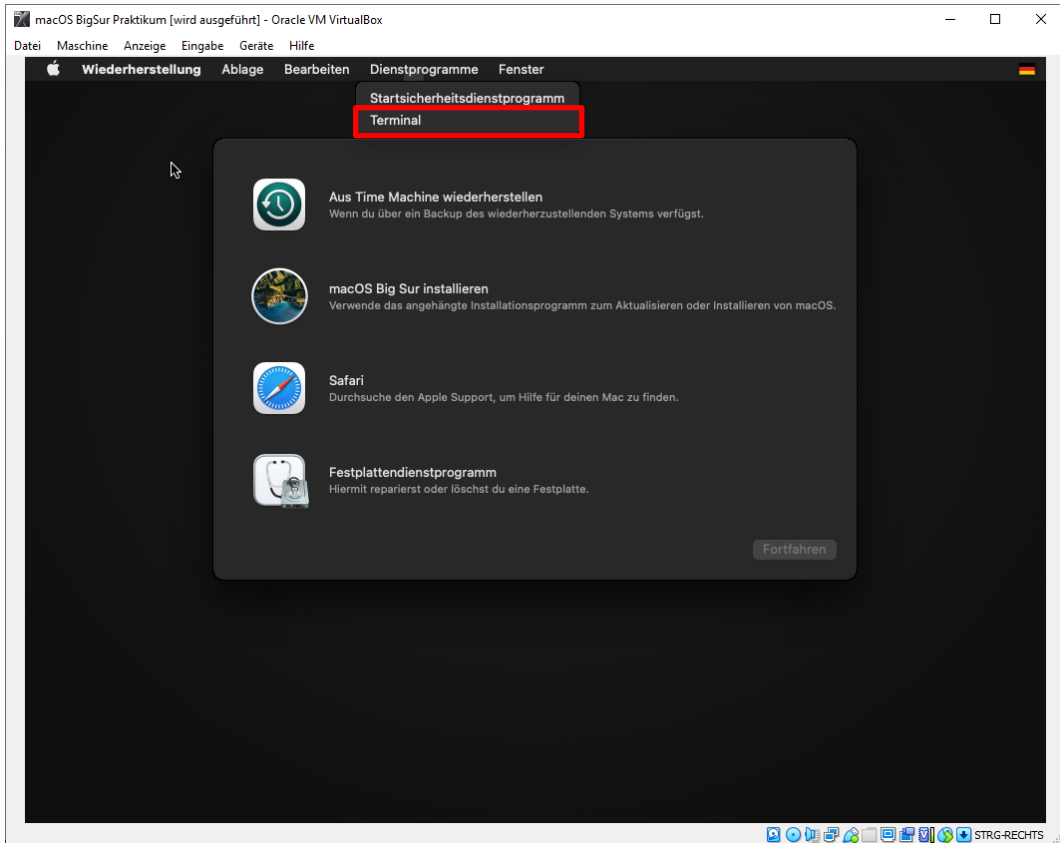 macOS BigSur Praktikum [wird ausgeführt] - Oracle VM VirtualBox
Datei Maschine Anzeige Eingabe Geräte Hilfe
Wiederherstellung Ablage Bearbeiten Dienstprogramme Fenster
Startsicherheitsdienstprogramm
Terminal
Aus Time Machine wiederherstellen
Wenn du über ein Backup des wiederherzustellenden Systems verfügst.
macOS Big Sur installieren
Verwende das angehängte Installationsprogramm zum Aktualisieren oder Installieren von macOS.
Safari
Durchsuche den Apple Support, um Hilfe für deinen Mac zu finden.
Festplattendienstprogramm
Hiermit reparierst oder löschst du eine Festplatte.
Fortfahren
STRG-RECHTS